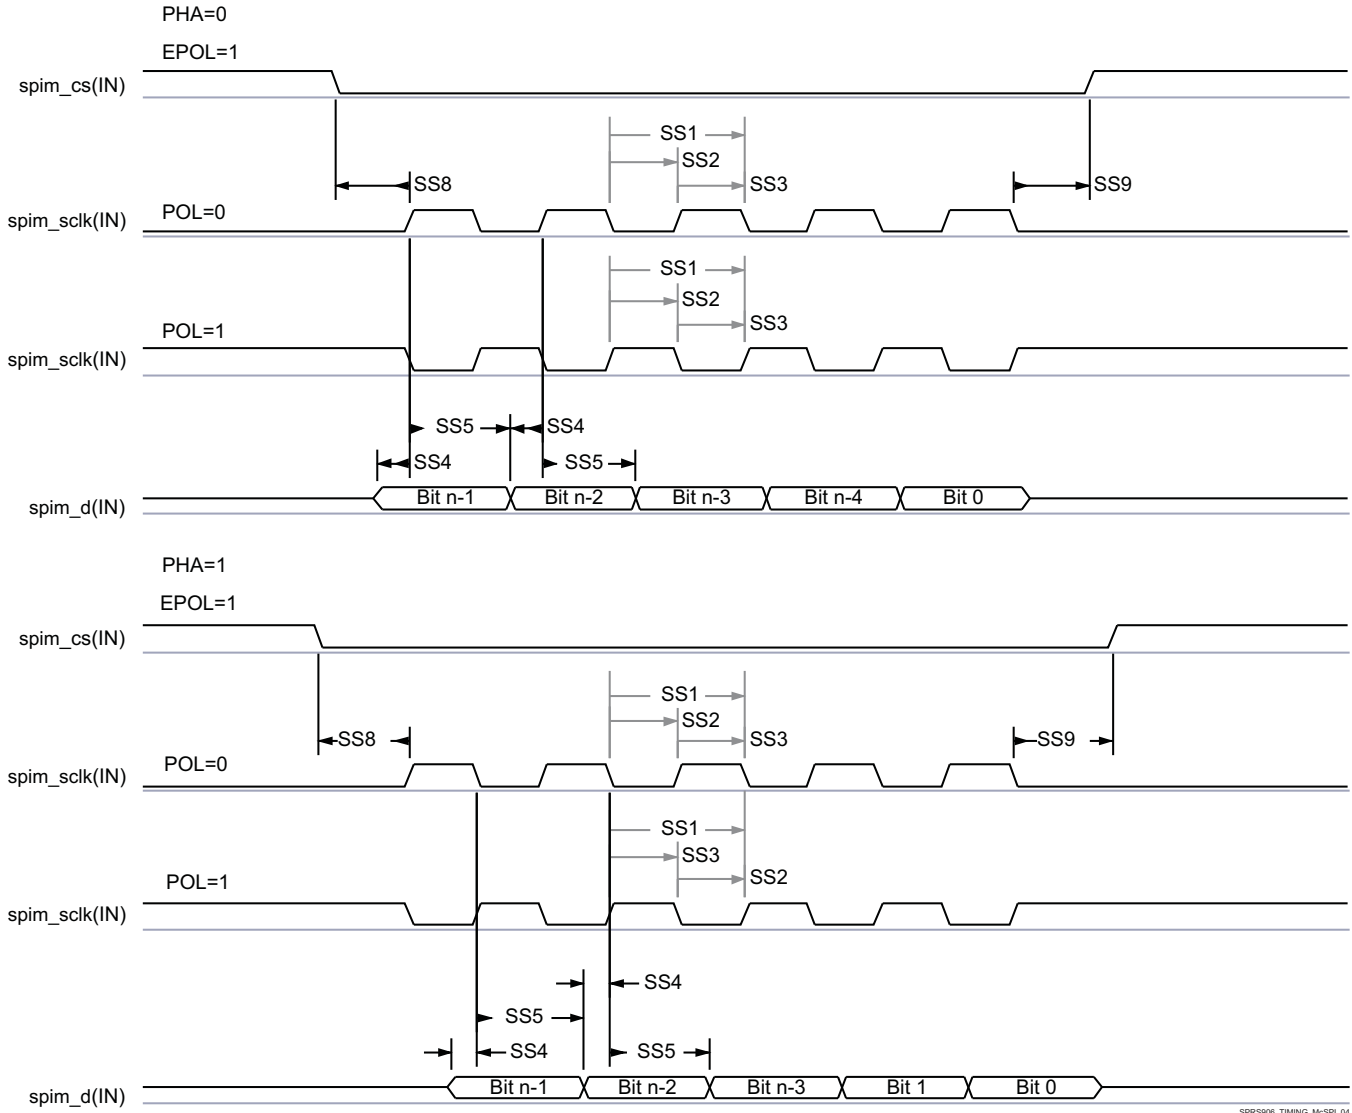 PHA=0
EPOL=1
spim_cs(IN)
SS1
SS2
SS8
SS3
SS9
POL=0
spim_sclk(IN)
SS1
SS2
SS3
POL=1
spim_sclk(IN)
SS5
SS4
SS4
SS5
Bit n-1
Bit n-2
Bit n-3
Bit n-4
Bit 0
spim_d(IN)
PHA=1
EPOL=1
spim_cs(IN)
SS1
SS2
SS8
SS3
SS9
POL=0
spim_sclk(IN)
SS1
SS3
SS2
POL=1
spim_sclk(IN)
SS4
SS5
SS4
SS5
Bit n-1
Bit n-2
Bit n-3
Bit 1
Bit 0
spim_d(IN)
SPRS906_TIMING_McSPI_04